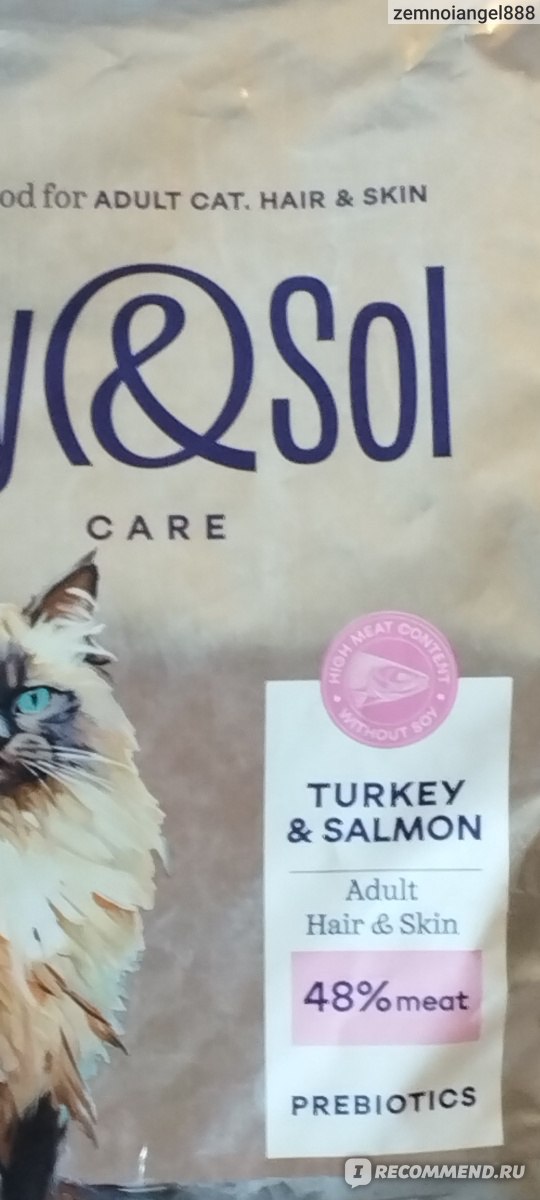 zemnoiangel888
od for ADULT CAT. HAIR & SKIN
y&Sol
CARE
HIGH MEAT CONTENT
WITHOUT SOY
TURKEY
& SALMON
Adult
Hair & Skin
48% meat
PREBIOTICS
IRECOMMEND.RU